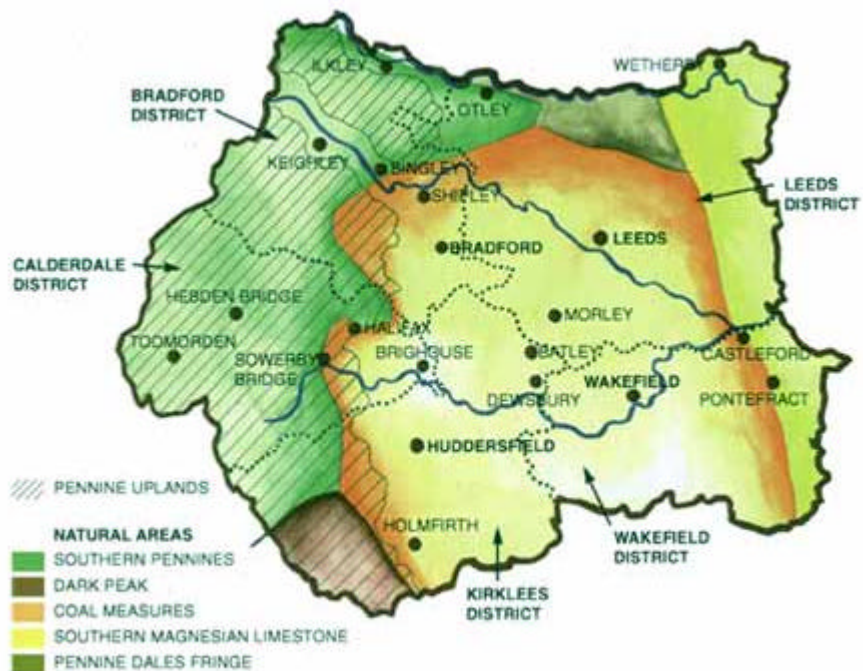 ILKLEY
WETHERBY
OTLEY
BRADFORD
DISTRICT
KEIGHLEY
BINGLEY
SHIPLEY
LEEDS
DISTRICT
LEEDS
BRADFORD
CALDERDALE
DISTRICT
HEBDEN BRIDGE
MORLEY
HALIFAX
TODMORDEN
BRIGHOUSE
BATLEY
CASTLEFORD
SOWERBY
BRIDGE
DEWSBURY
WAKEFIELD
PONTEFRACT
HUDDERSFIELD
PENNINE UPLANDS
NATURAL AREAS
SOUTHERN PENNINES
DARK PEAK
COAL MEASURES
SOUTHERN MAGNESIAN LIMESTONE
PENNINE DALES FRINGE
HOLMFIRTH
WAKEFIELD
DISTRICT
KIRKLEES
DISTRICT